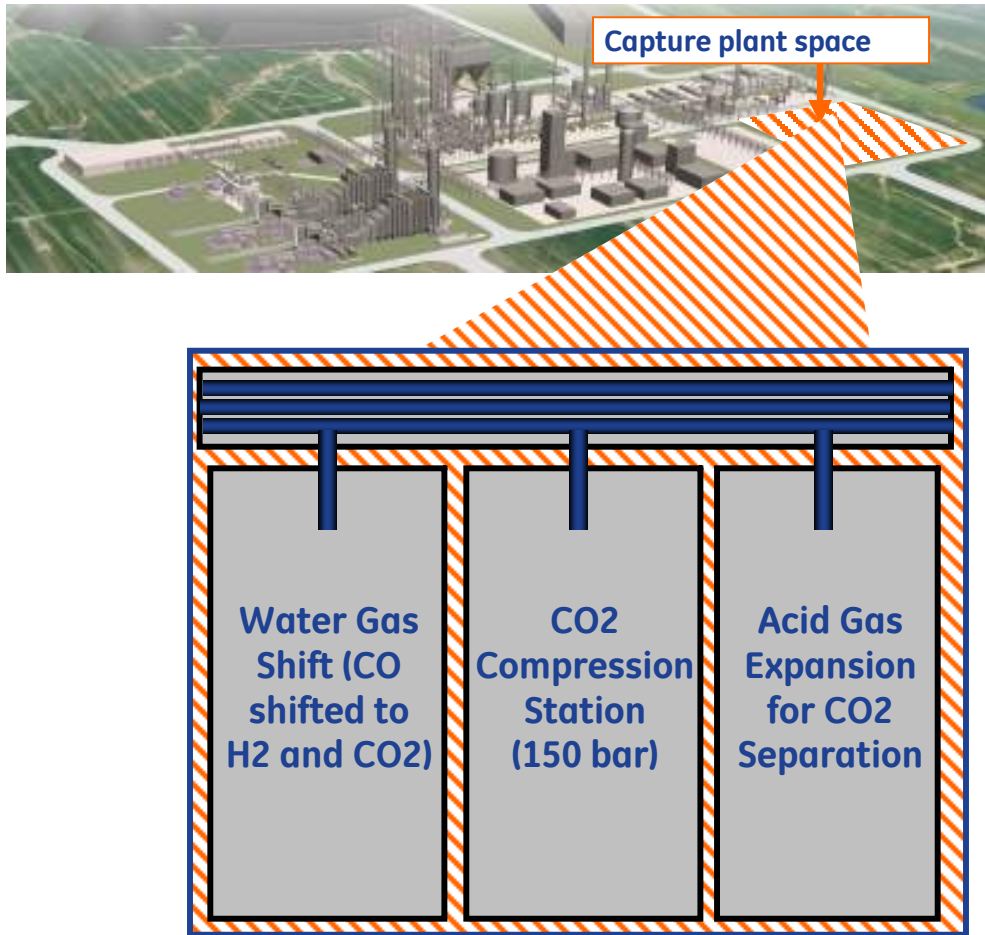 Capture plant space
Water Gas
Shift (CO
shifted to
H2 and CO2)
CO2
Compression
Station
(150 bar)
Acid Gas
Expansion
for CO2
Separation